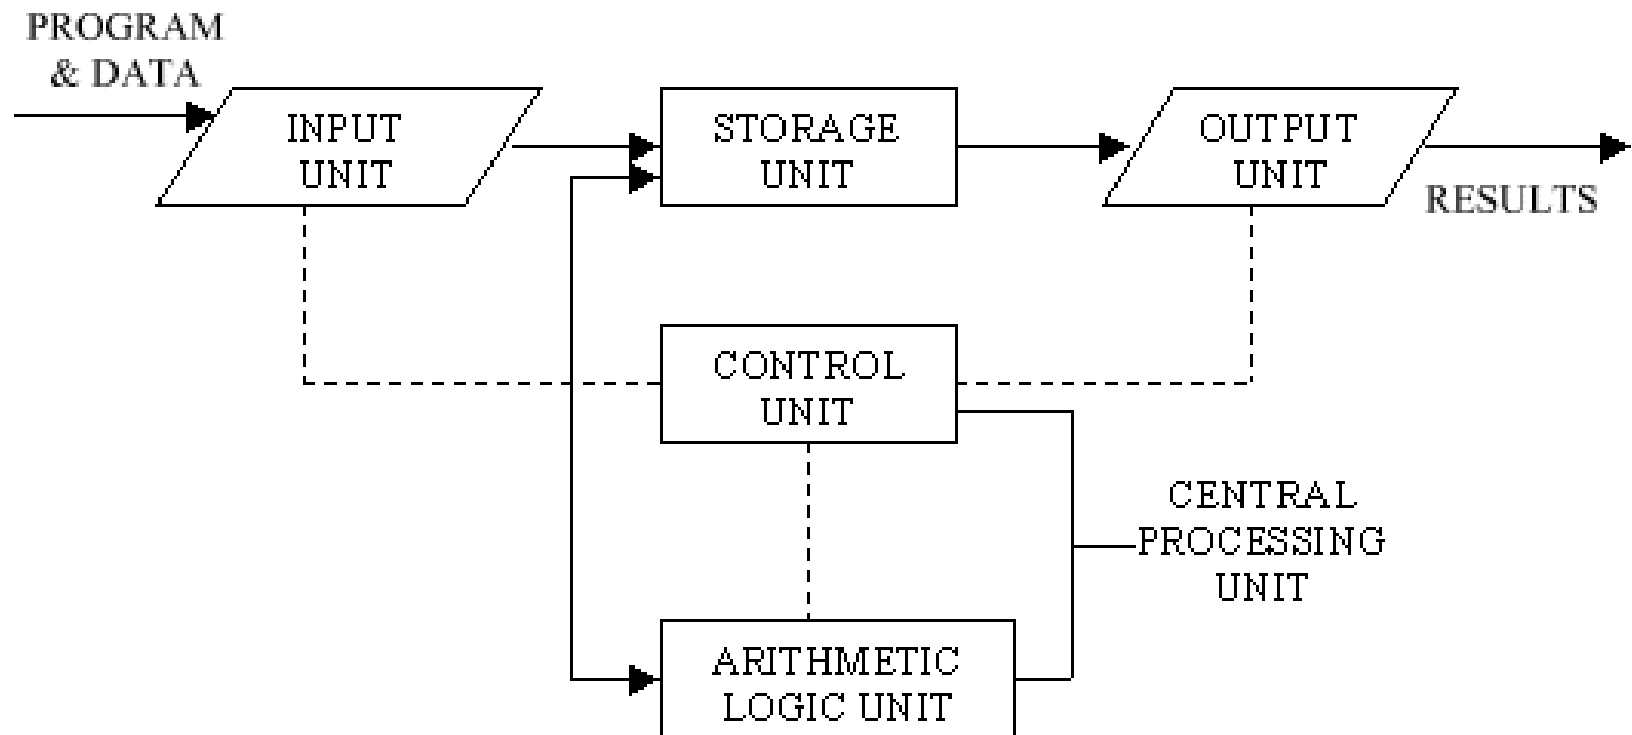 PROGRAM
& DATA
INPUT
UNIT
STORAGE
UNIT
OUTPUT
UNIT
RESULTS
CONTROL
UNIT
CENTRAL
PROCESSING
UNIT
ARITHMETIC
LOGIC UNIT